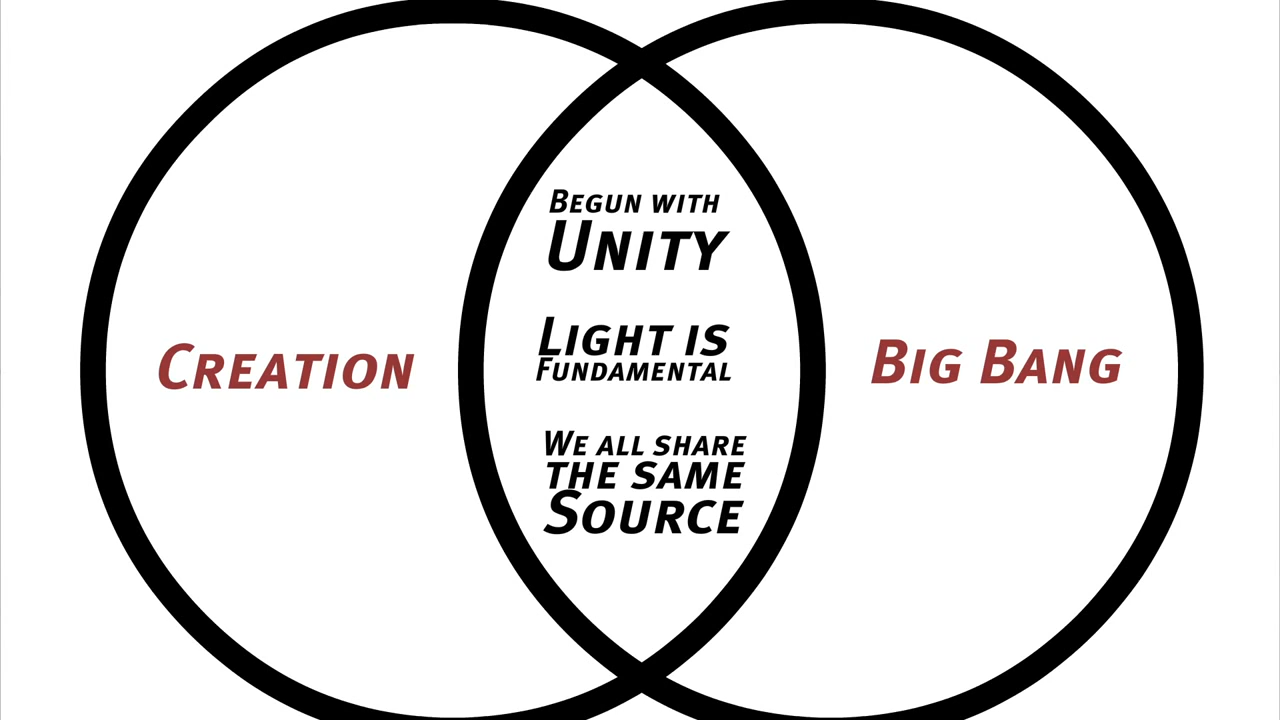 Creation
Begun with
Unity
Light is
Fundamental
We all share
the same
Source
Big Bang